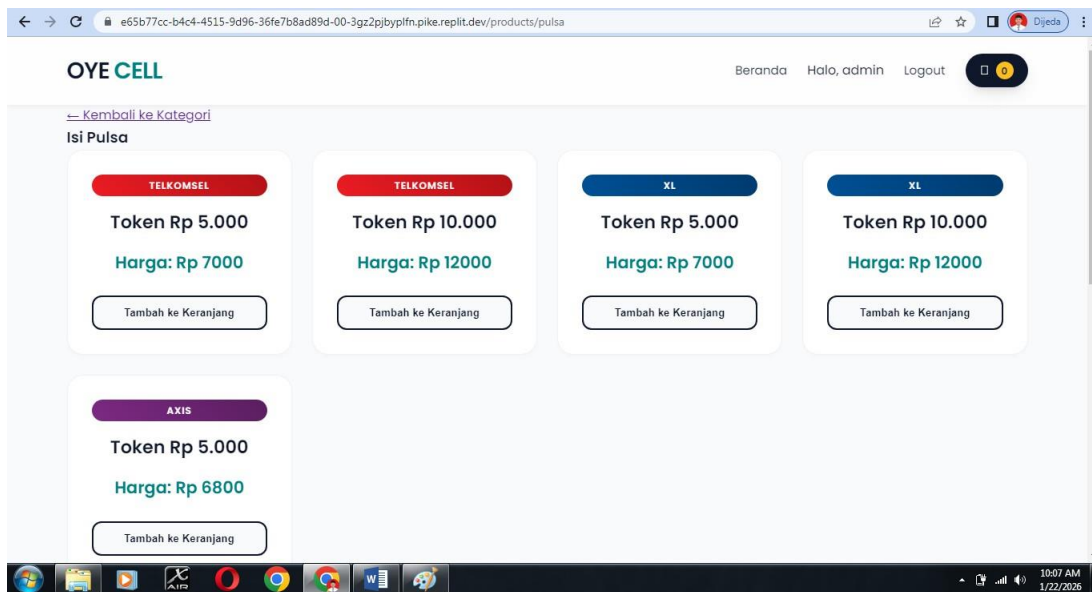 e65b77cc-b4c4-4515-9d96-36fe7b8ad89d-00-3gz2pjbyplfn.pike.replit.dev/products/pulsa
Dijeda
OYE CELL
Beranda
Halo, admin
Logout
0
← Kembali ke Kategori
Isi Pulsa
TELKOMSEL
Token Rp 5.000
Harga: Rp 7000
Tambah ke Keranjang
TELKOMSEL
Token Rp 10.000
Harga: Rp 12000
Tambah ke Keranjang
XL
Token Rp 5.000
Harga: Rp 7000
Tambah ke Keranjang
XL
Token Rp 10.000
Harga: Rp 12000
Tambah ke Keranjang
AXIS
Token Rp 5.000
Harga: Rp 6800
Tambah ke Keranjang
X
AIR
W
10:07 AM
1/22/2026